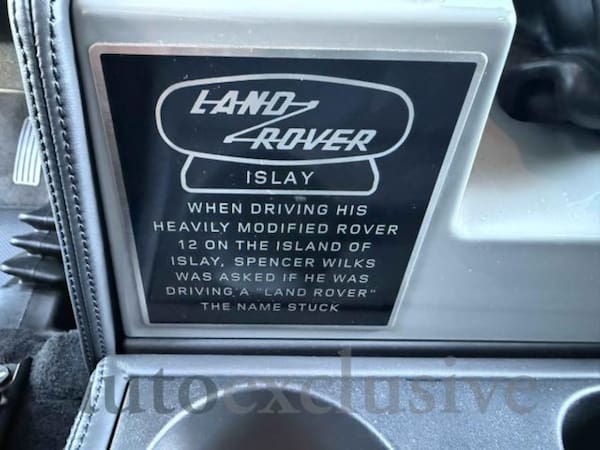 LAND
ROVER
ISLAY
WHEN DRIVING HIS
HEAVILY MODIFIED ROVER
12 ON THE ISLAND OF
ISLAY, SPENCER WILKS
WAS ASKED IF HE WAS
DRIVING A "LAND ROVER"
THE NAME STUCK
autoexclusive